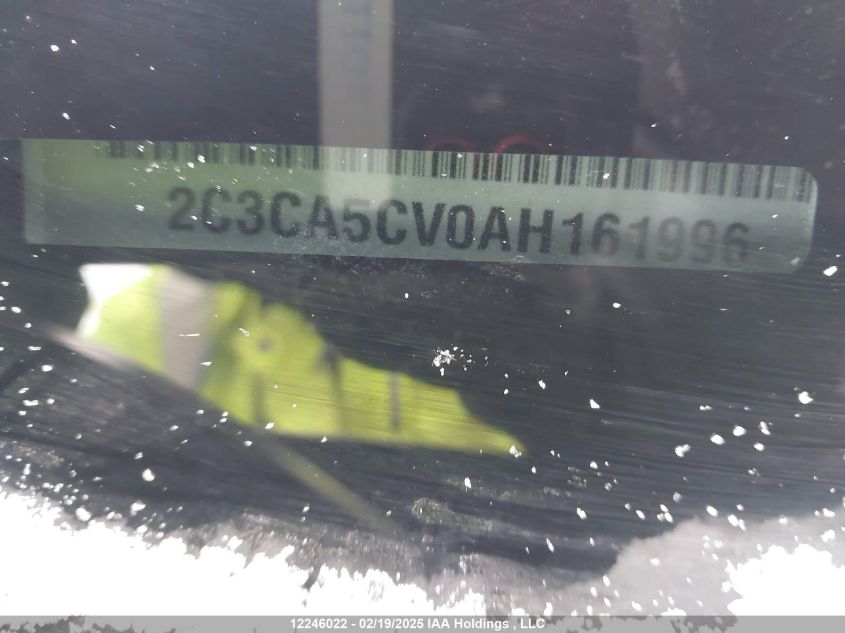 2C3CA5CV0AH161996
12246022 - 02/19/2025 IAA Holdings , LLC